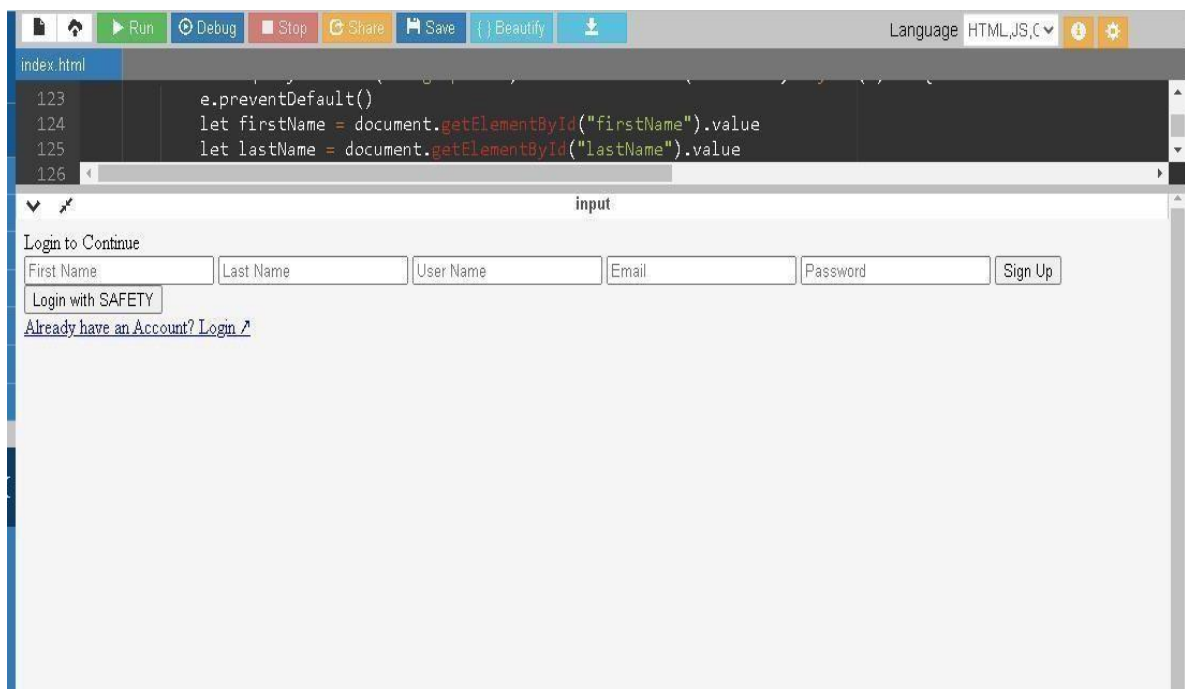 Run Debug Stop Share Save { } Beautify Language HTML,JS,C
index.html
123 e.preventDefault()
124 let firstName = document.getElementById("firstName").value
125 let lastName = document.getElementById("lastName").value
126
input
Login to Continue
First Name Last Name User Name Email Password Sign Up
Login with SAFETY
Already have an Account? Login ↗